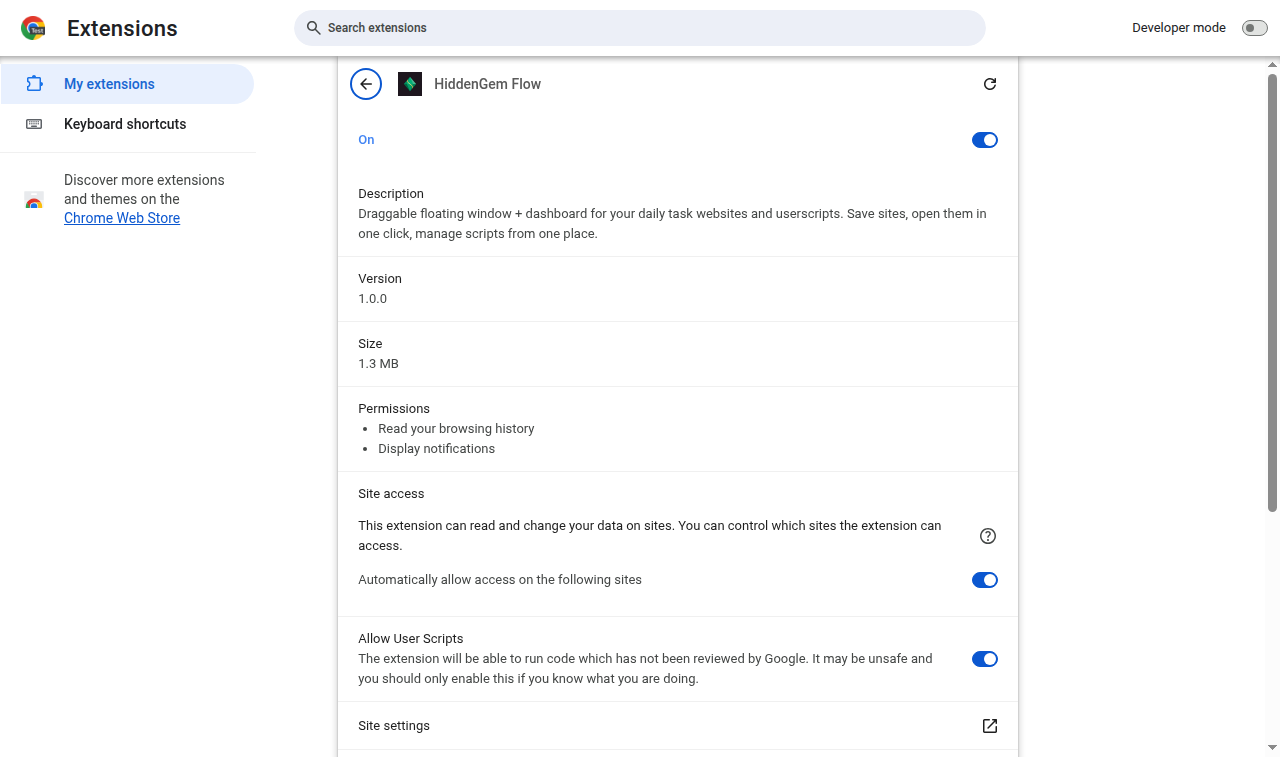 Extensions
Search extensions
Developer mode
My extensions
Keyboard shortcuts
Discover more extensions
and themes on the
Chrome Web Store
HiddenGem Flow
On
Description
Draggable floating window + dashboard for your daily task websites and userscripts. Save sites, open them in
one click, manage scripts from one place.
Version
1.0.0
Size
1.3 MB
Permissions
Read your browsing history
Display notifications
Site access
This extension can read and change your data on sites. You can control which sites the extension can
access.
Automatically allow access on the following sites
Allow User Scripts
The extension will be able to run code which has not been reviewed by Google. It may be unsafe and
you should only enable this if you know what you are doing.
Site settings